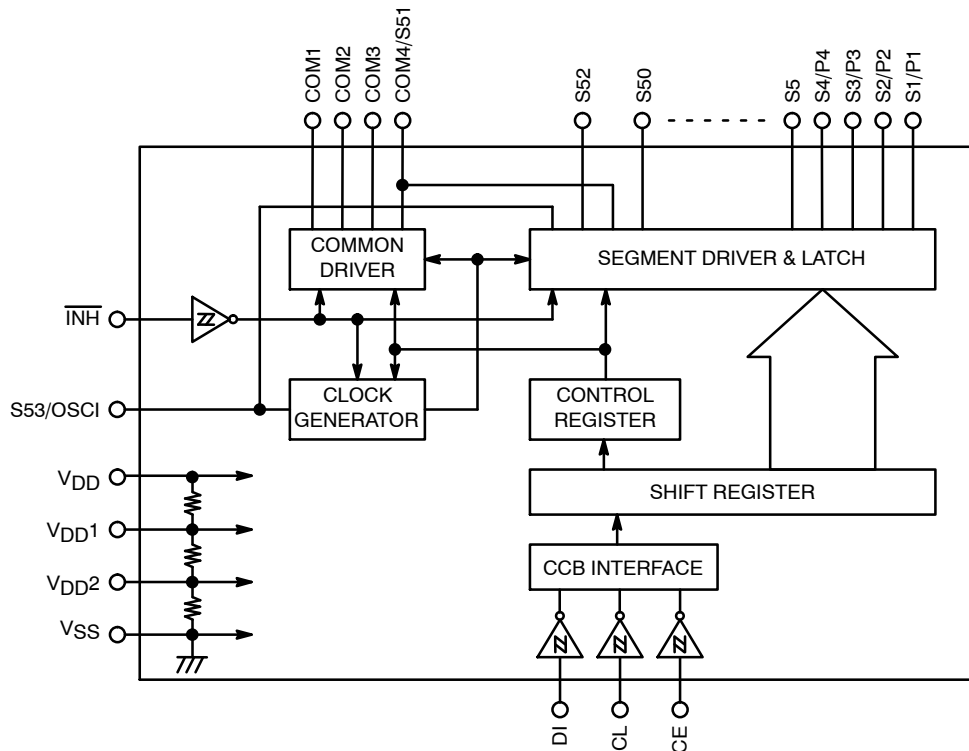 COM1
COM2
COM3
COM4/S51
S52
S50
S5
S4/P4
S3/P3
S2/P2
S1/P1
COMMON
DRIVER
SEGMENT DRIVER & LATCH
INH
S53/OSCI
CLOCK
GENERATOR
CONTROL
REGISTER
VDD
SHIFT REGISTER
VDD1
CCB INTERFACE
VDD2
VSS
DI
CL
CE